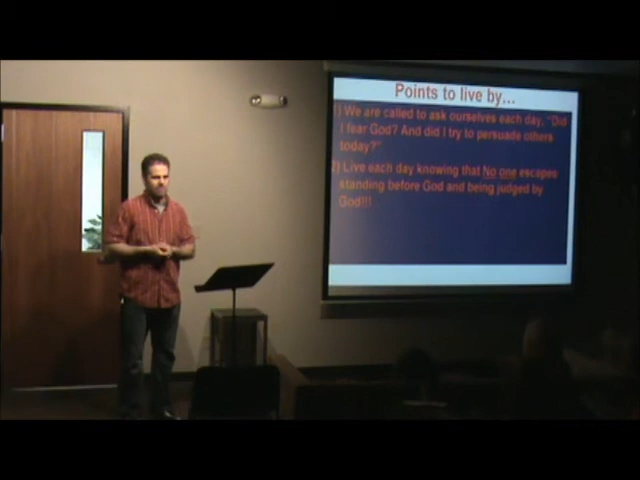 Points to live by...
1) We are called to ask ourselves each day, "Did
I fear God? And did I try to persuade others
today?"
2) Live each day knowing that No one escapes
standing before God and being judged by
God!!!